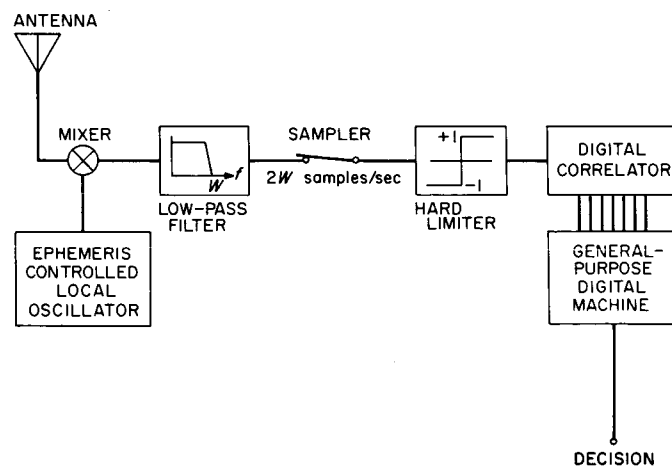 ANTENNA
MIXER
EPHEMERIS
CONTROLLED
LOCAL
OSCILLATOR
W
f
LOW-PASS
FILTER
SAMPLER
2W samples/sec
+1
-1
HARD
LIMITER
DIGITAL
CORRELATOR
GENERAL-
PURPOSE
DIGITAL
MACHINE
DECISION